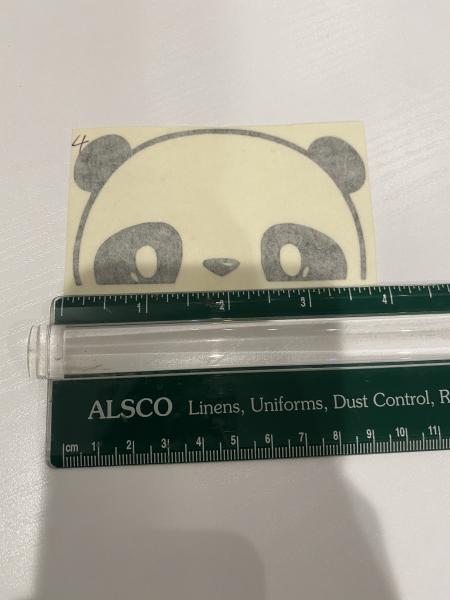 4
1 2 3 4
ALSCO Linens, Uniforms, Dust Control, R
cm 1 2 3 4 5 6 7 8 9 10 11